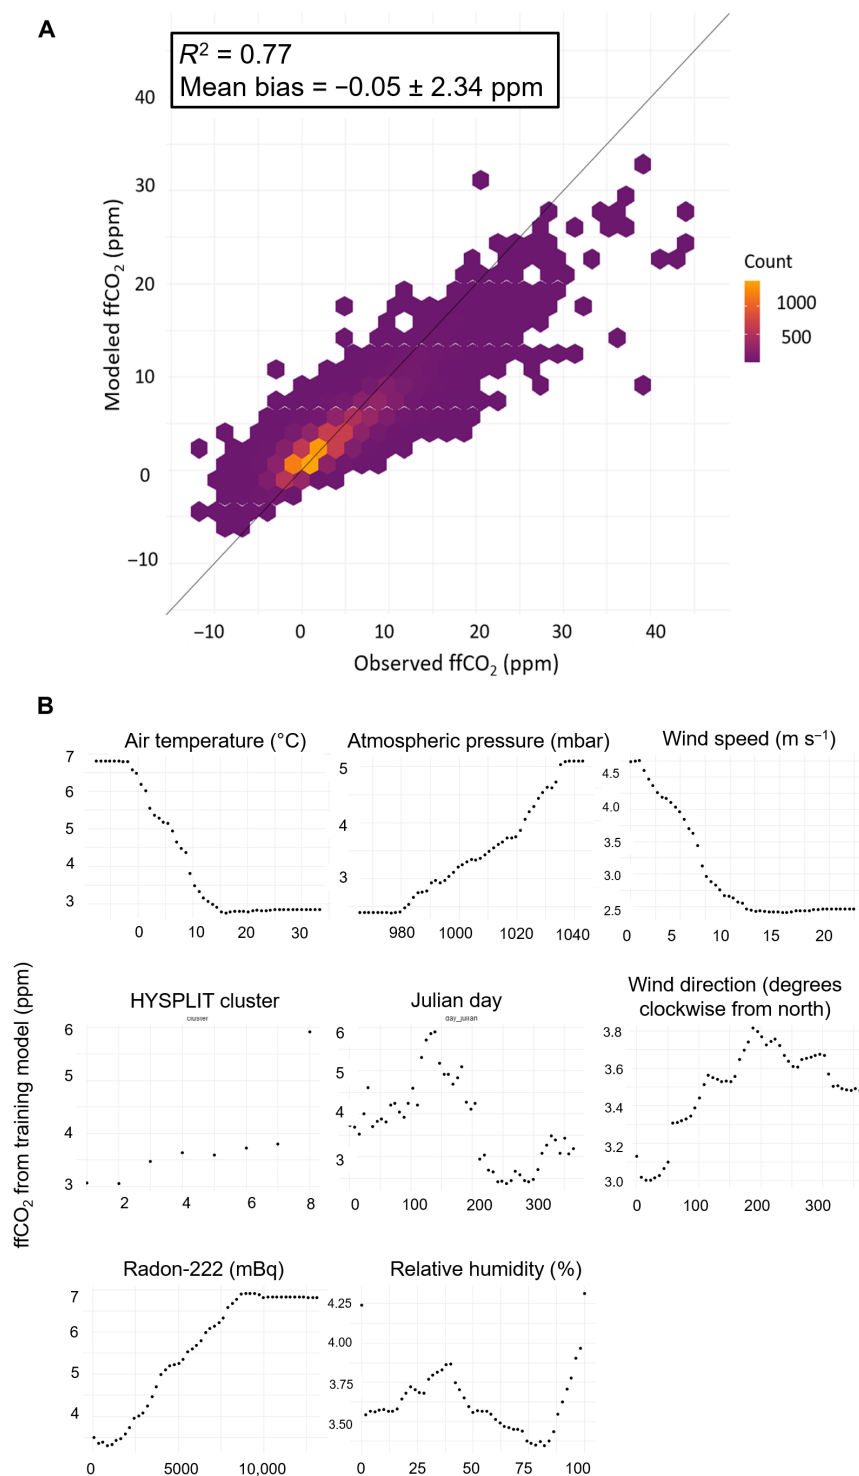 A
R² = 0.77
Mean bias = −0.05 ± 2.34 ppm
40
30
20
10
0
−10
Modeled ffCO₂ (ppm)
−10 0 10 20 30 40
Observed ffCO₂ (ppm)
Count
1000
500
B
ffCO₂ from training model (ppm)
Air temperature (°C)
7
6
5
4
3
0 10 20 30
Atmospheric pressure (mbar)
5
4
3
980 1000 1020 1040
Wind speed (m s⁻¹)
4.5
4.0
3.5
3.0
2.5
0 5 10 15 20
HYSPLIT cluster
cluster
6
5
4
3
2 4 6 8
Julian day
day_julian
6
5
4
3
0 100 200 300
Wind direction (degrees
clockwise from north)
3.8
3.6
3.4
3.2
3.0
0 100 200 300
Radon-222 (mBq)
7
6
5
4
0 5000 10,000
Relative humidity (%)
4.25
4.00
3.75
3.50
0 25 50 75 100